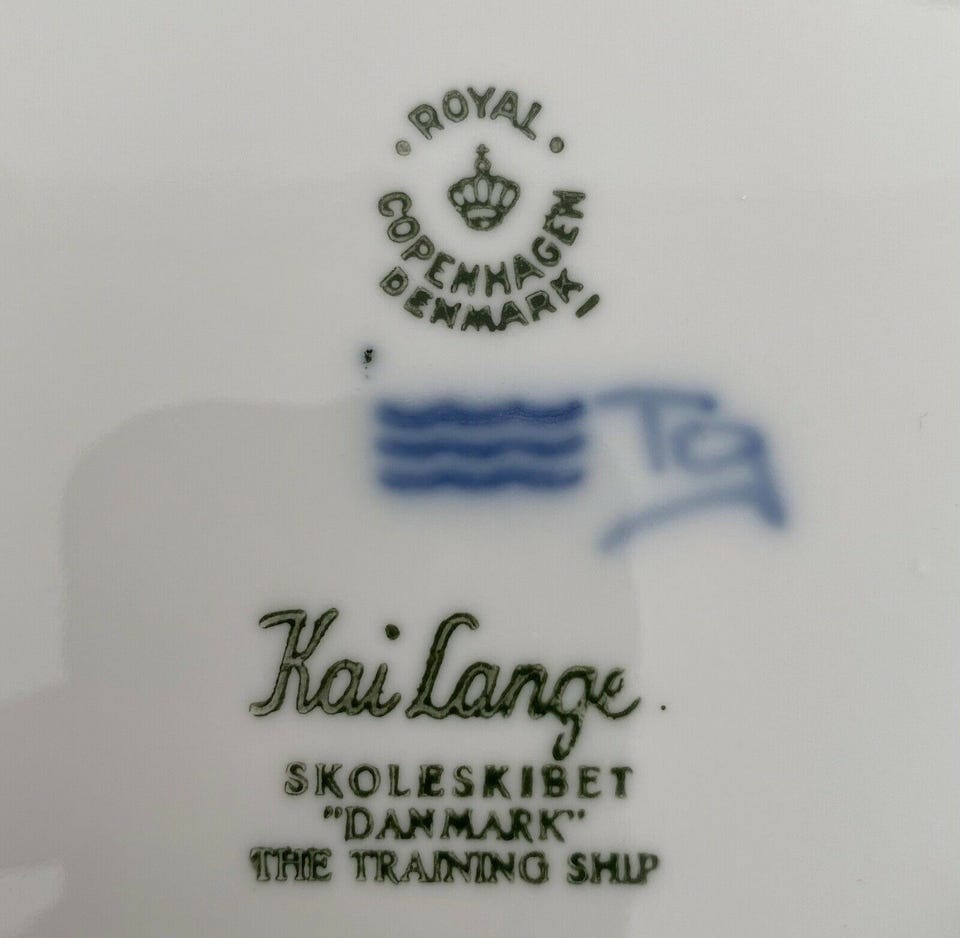 ROYAL
COPENHAGEN
DENMARK
Kai Lange.
SKOLESKIBET
"DANMARK"
THE TRAINING SHIP